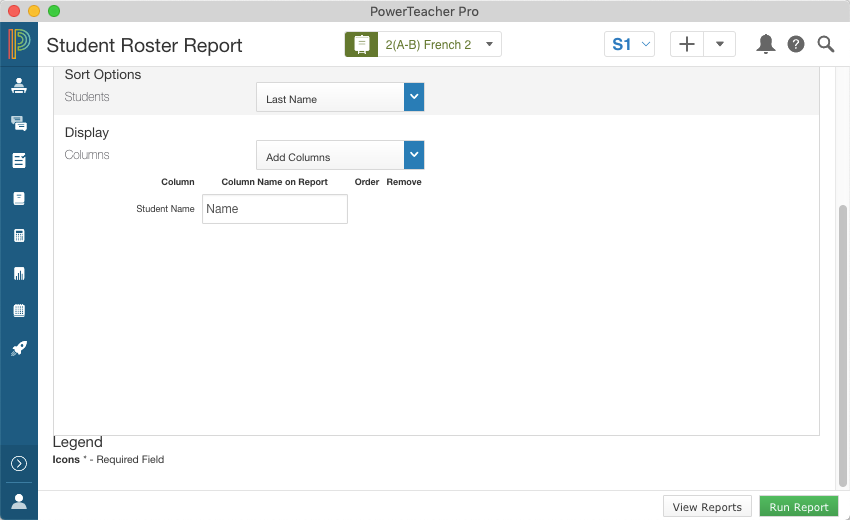 PowerTeacher Pro
Student Roster Report
2(A-B) French 2
S1
Sort Options
Students
Last Name
Display
Columns
Add Columns
Column Column Name on Report Order Remove
Student Name Name
Legend
Icons * - Required Field
View Reports Run Report